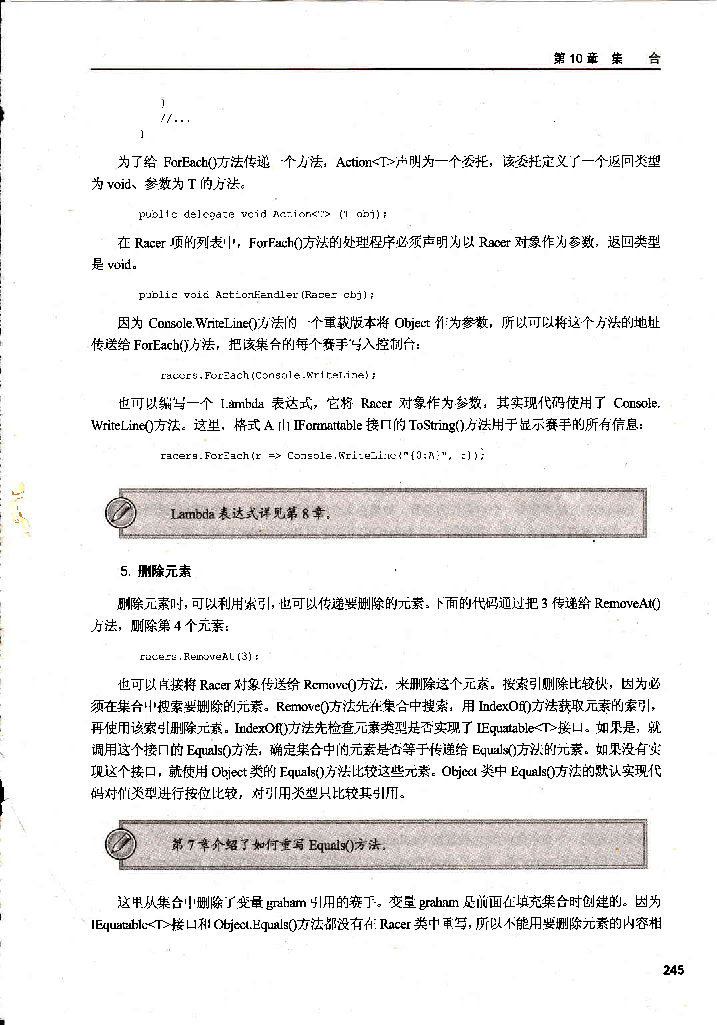 第10章 集 合
}
//...
}
为了给 ForEach()方法传递一个方法，Action<T>声明为一个委托，该委托定义了一个返回类型
为 void、参数为 T 的方法。
public delegate void Action<T> (T obj);
在 Racer 项的列表中，ForEach()方法的处理程序必须声明为以 Racer 对象作为参数，返回类型
是 void。
public void ActionHandler(Racer obj);
因为 Console.WriteLine()方法的一个重载版本将 Object 作为参数，所以可以将这个方法的地址
传送给 ForEach()方法，把该集合的每个赛手写入控制台：
racers.ForEach(Console.WriteLine);
也可以编写一个 Lambda 表达式，它将 Racer 对象作为参数，其实现代码使用了 Console.
WriteLine()方法。这里，格式 A 由 IFormattable 接口的 ToString()方法用于显示赛手的所有信息：
racers.ForEach(r => Console.WriteLine("{0:A}", r));
Lambda 表达式详见第 8 章。
5. 删除元素
删除元素时，可以利用索引，也可以传递要删除的元素。下面的代码通过把 3 传递给 RemoveAt()
方法，删除第 4 个元素：
racers.RemoveAt(3);
也可以直接将 Racer 对象传送给 Remove()方法，来删除这个元素。按索引删除比较快，因为必
须在集合中搜索要删除的元素。Remove()方法先在集合中搜索，用 IndexOf()方法获取元素的索引，
再使用该索引删除元素。IndexOf()方法先检查元素类型是否实现了 IEquatable<T>接口。如果是，就
调用这个接口的 Equals()方法，确定集合中的元素是否等于传递给 Equals()方法的元素。如果没有实
现这个接口，就使用 Object 类的 Equals()方法比较这些元素。Object 类中 Equals()方法的默认实现代
码对值类型进行按位比较，对引用类型只比较其引用。
第 7 章介绍了如何重写 Equals()方法。
这里从集合中删除了变量 graham 引用的赛手。变量 graham 是前面在填充集合时创建的。因为
IEquatable<T>接口和 Object.Equals()方法都没有在 Racer 类中重写，所以不能用要删除元素的内容相
245